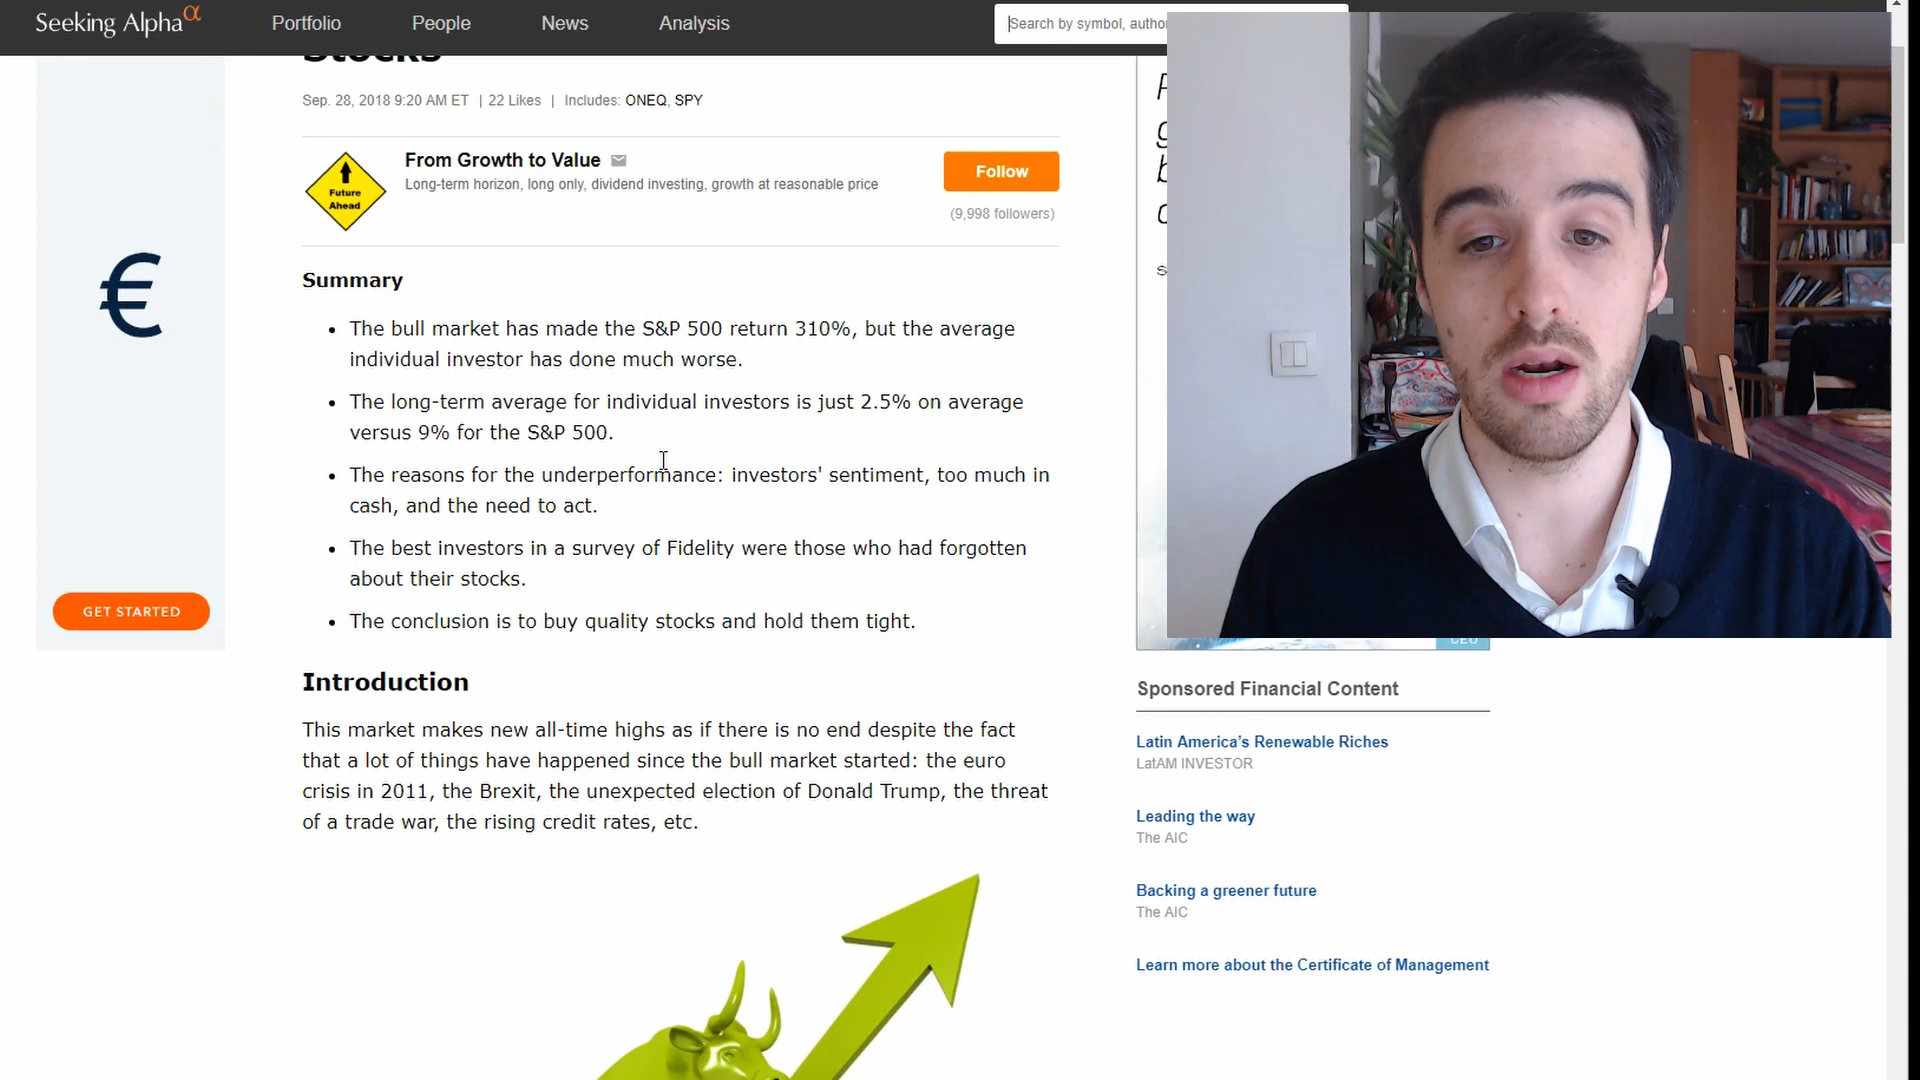 Seeking Alpha α
Portfolio
People
News
Analysis
Search by symbol, autho
Stocks
Sep. 28, 2018 9:20 AM ET | 22 Likes | Includes: ONEQ, SPY
Future
Ahead
From Growth to Value
Long-term horizon, long only, dividend investing, growth at reasonable price
Follow
(9,998 followers)
€
GET STARTED
Summary
• The bull market has made the S&P 500 return 310%, but the average
individual investor has done much worse.
• The long-term average for individual investors is just 2.5% on average
versus 9% for the S&P 500.
• The reasons for the underperformance: investors' sentiment, too much in
cash, and the need to act.
• The best investors in a survey of Fidelity were those who had forgotten
about their stocks.
• The conclusion is to buy quality stocks and hold them tight.
Introduction
This market makes new all-time highs as if there is no end despite the fact
that a lot of things have happened since the bull market started: the euro
crisis in 2011, the Brexit, the unexpected election of Donald Trump, the threat
of a trade war, the rising credit rates, etc.
Sponsored Financial Content
Latin America's Renewable Riches
LatAM INVESTOR
Leading the way
The AIC
Backing a greener future
The AIC
Learn more about the Certificate of Management